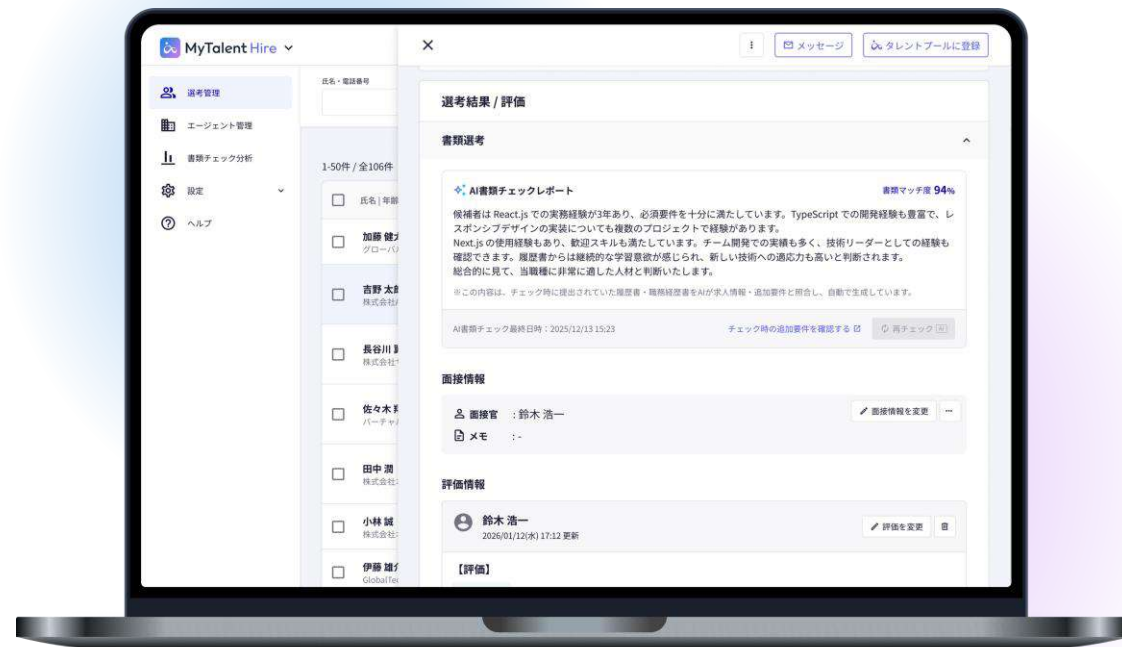 MyTalent Hire
選考管理
エージェント管理
書類チェック分析
設定
ヘルプ
氏名・電話番号
1-50件 / 全106件
氏名 | 年齢
加藤 健
グローバ
吉野 太
株式会社
長谷川
株式会社
佐々木
バーチャ
田中 潤
株式会社
小林 誠
株式会社
伊藤 雄
GlobalTe
メッセージ
タレントプールに登録
選考結果 / 評価
書類選考
AI書類チェックレポート
書類マッチ度 94%
候補者は React.js での実務経験が3年あり、必須要件を十分に満たしています。TypeScript での開発経験も豊富で、レ
スポンシブデザインの実装についても複数のプロジェクトで経験があります。
Next.js の使用経験もあり、歓迎スキルも満たしています。チーム開発での実績も多く、技術リーダーとしての経験も
確認できます。履歴書からは継続的な学習意欲が感じられ、新しい技術への適応力も高いと判断されます。
総合的に見て、当職種に非常に適した人材と判断いたします。
※この内容は、チェック時に提出されていた履歴書・職務経歴書をAIが求人情報・追加要件と照合し、自動で生成しています。
AI書類チェック最終日時：2025/12/13 15:23
チェック時の追加要件を確認する
再チェック
面接情報
面接官 ：鈴木 浩一
面接情報を変更
メモ ：-
評価情報
鈴木 浩一
2026/01/12(水) 17:12 更新
評価を変更
【評価】